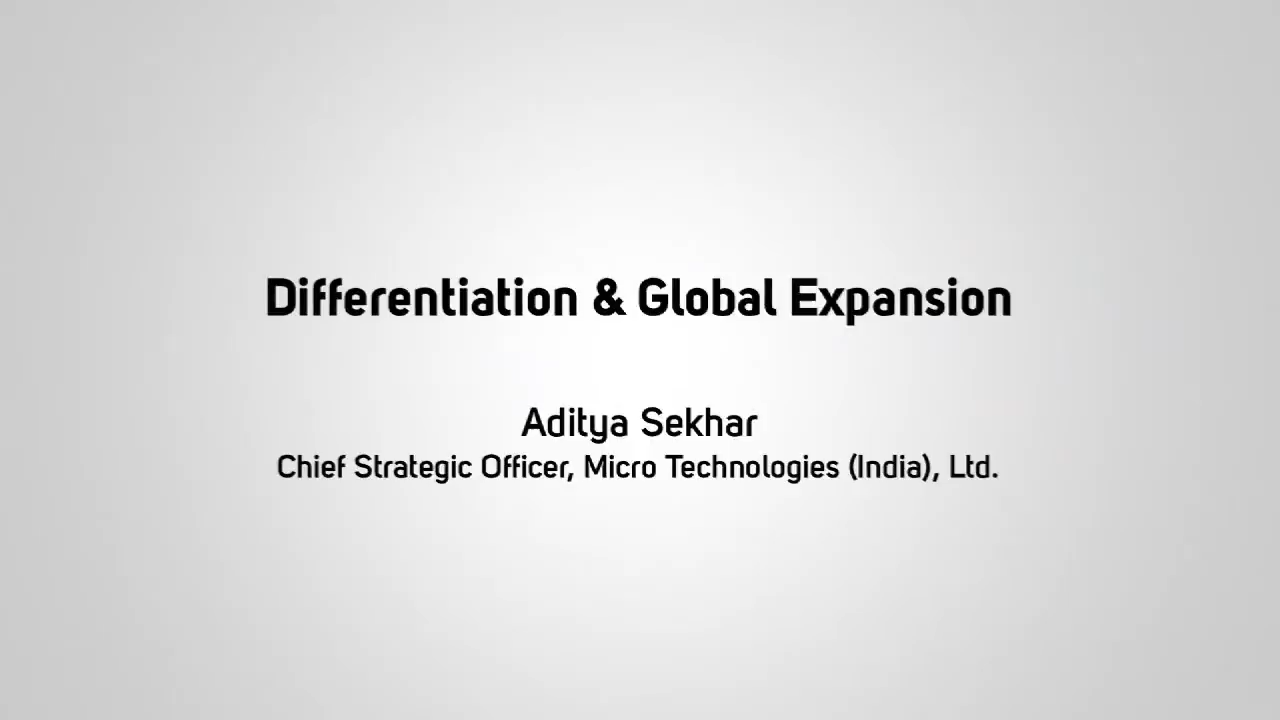 Differentiation & Global Expansion
Aditya Sekhar
Chief Strategic Officer, Micro Technologies (India), Ltd.